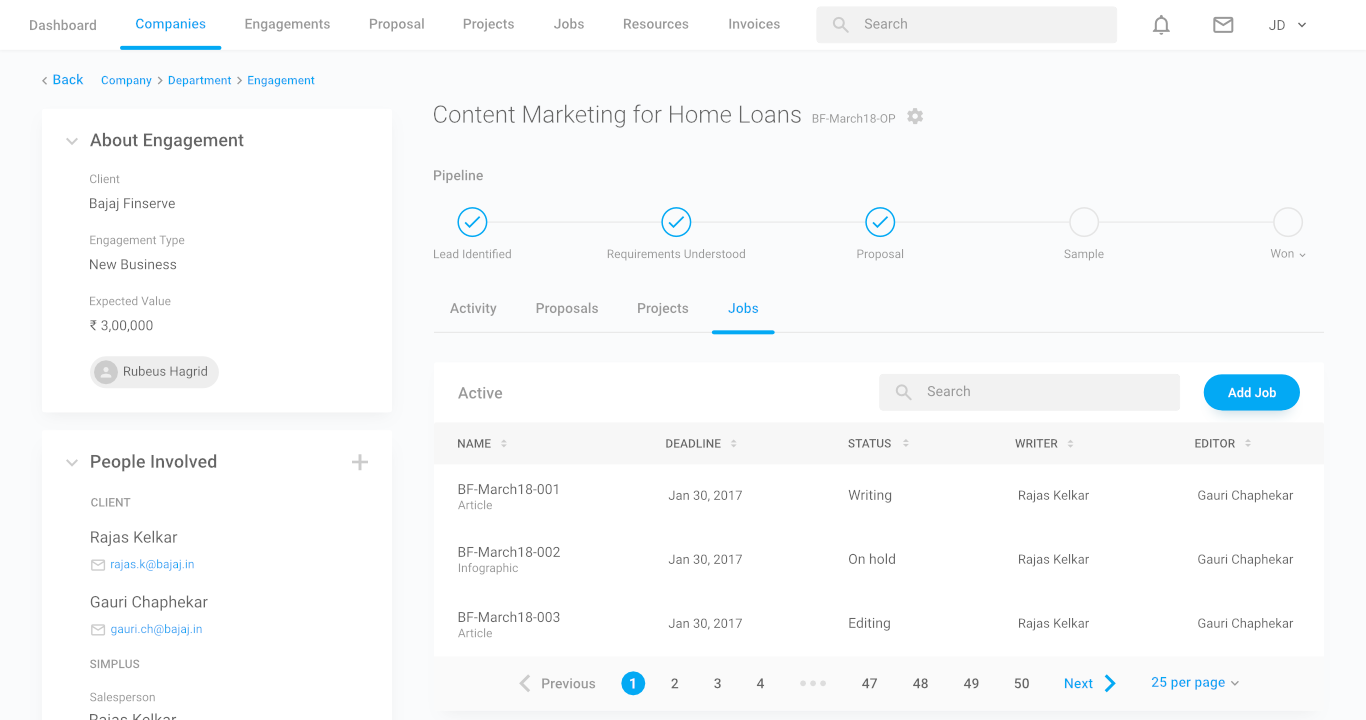 Dashboard Companies Engagements Proposal Projects Jobs Resources Invoices Search JD
Back Company Department Engagement
About Engagement
Client
Bajaj Finserve
Engagement Type
New Business
Expected Value
₹ 3,00,000
Rubeus Hagrid
People Involved
CLIENT
Rajas Kelkar
rajas.k@bajaj.in
Gauri Chaphekar
gauri.ch@bajaj.in
SIMPLUS
Salesperson
Rajas Kelkar
Content Marketing for Home Loans BF-March18-OP
Pipeline
Lead Identified Requirements Understood Proposal Sample Won
Activity Proposals Projects Jobs
Active Search Add Job
NAME DEADLINE STATUS WRITER EDITOR
BF-March18-001 Jan 30, 2017 Writing Rajas Kelkar Gauri Chaphekar
Article
BF-March18-002 Jan 30, 2017 On hold Rajas Kelkar Gauri Chaphekar
Infographic
BF-March18-003 Jan 30, 2017 Editing Rajas Kelkar Gauri Chaphekar
Article
Previous 1 2 3 4 ••• 47 48 49 50 Next 25 per page